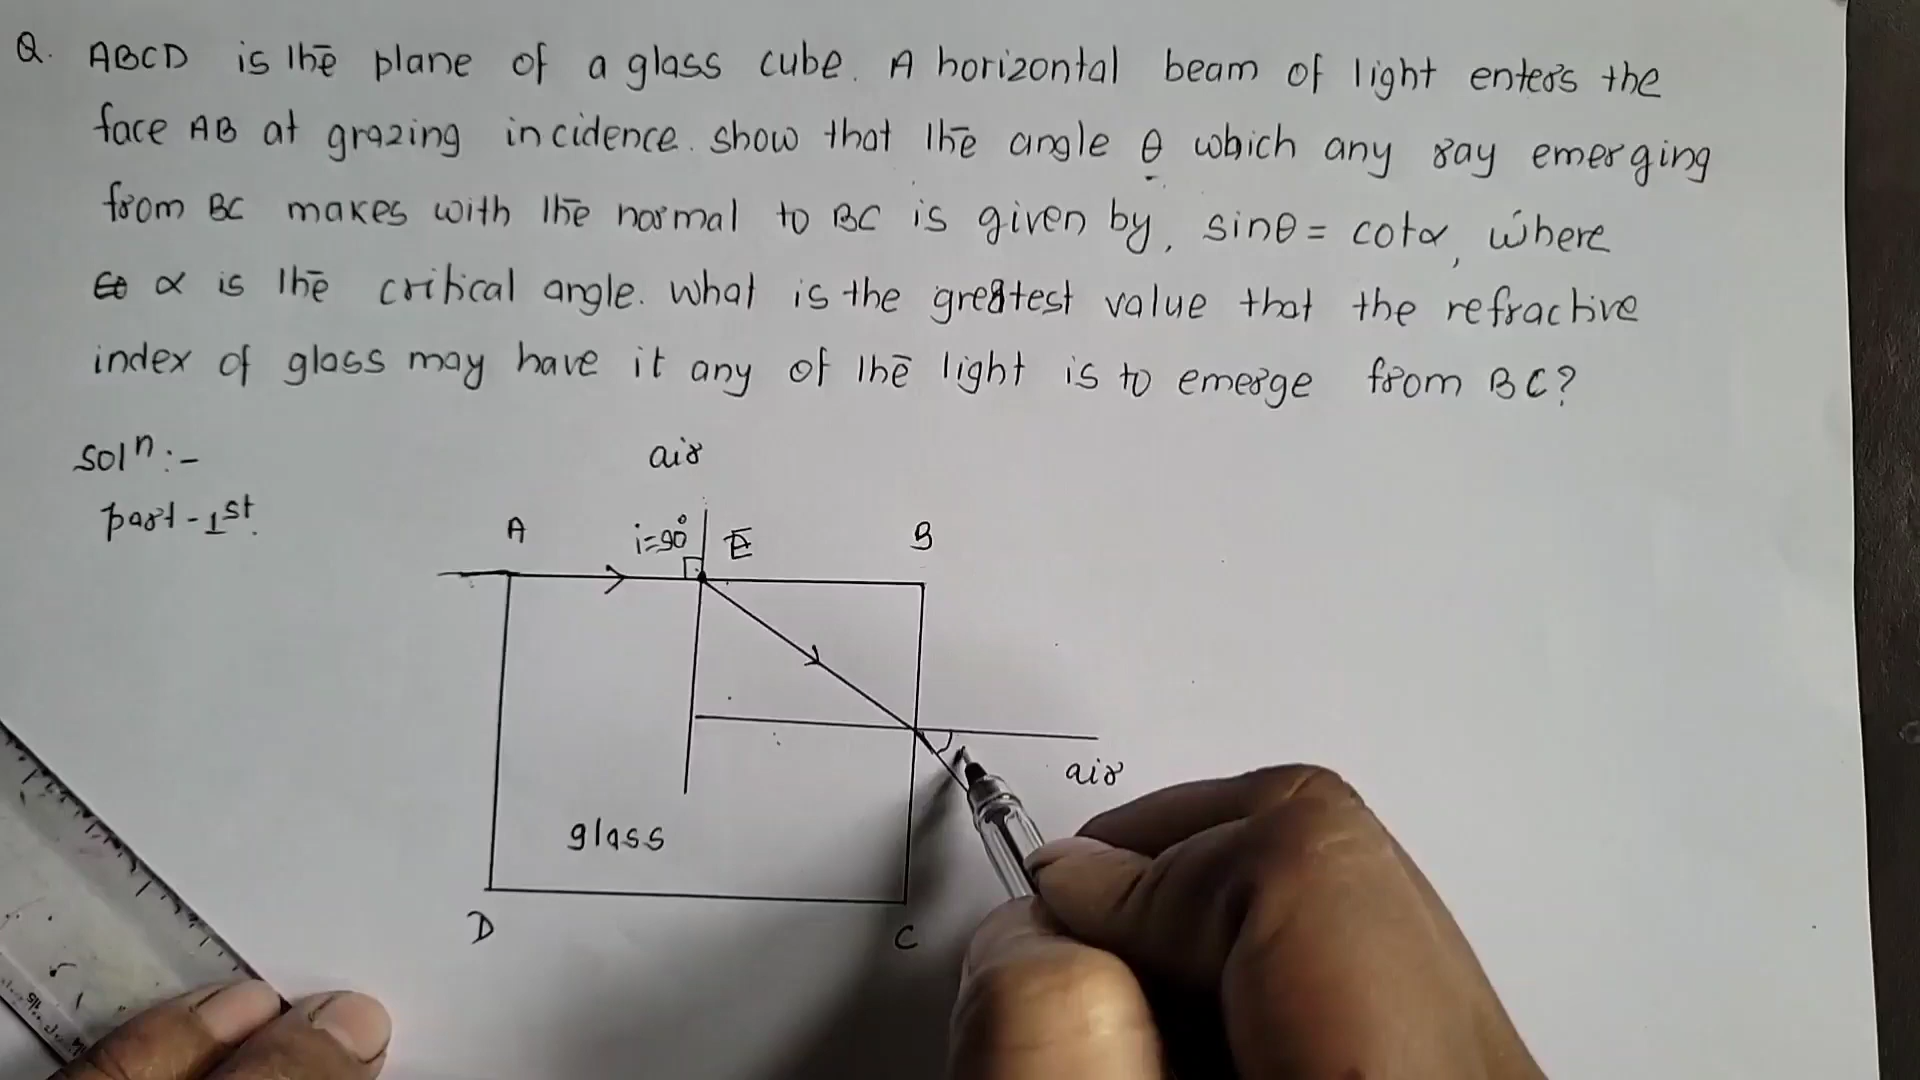 Q. ABCD is the plane of a glass cube. A horizontal beam of light enters the
face AB at grazing incidence. show that the angle θ which any ray emerging
from BC makes with the normal to BC is given by, sinθ = cotα, where
α is the critical angle. what is the greatest value that the refractive
index of glass may have it any of the light is to emerge from BC?
solⁿ:-
part-1st.
air
A
i=90°
E
B
air
glass
D
C